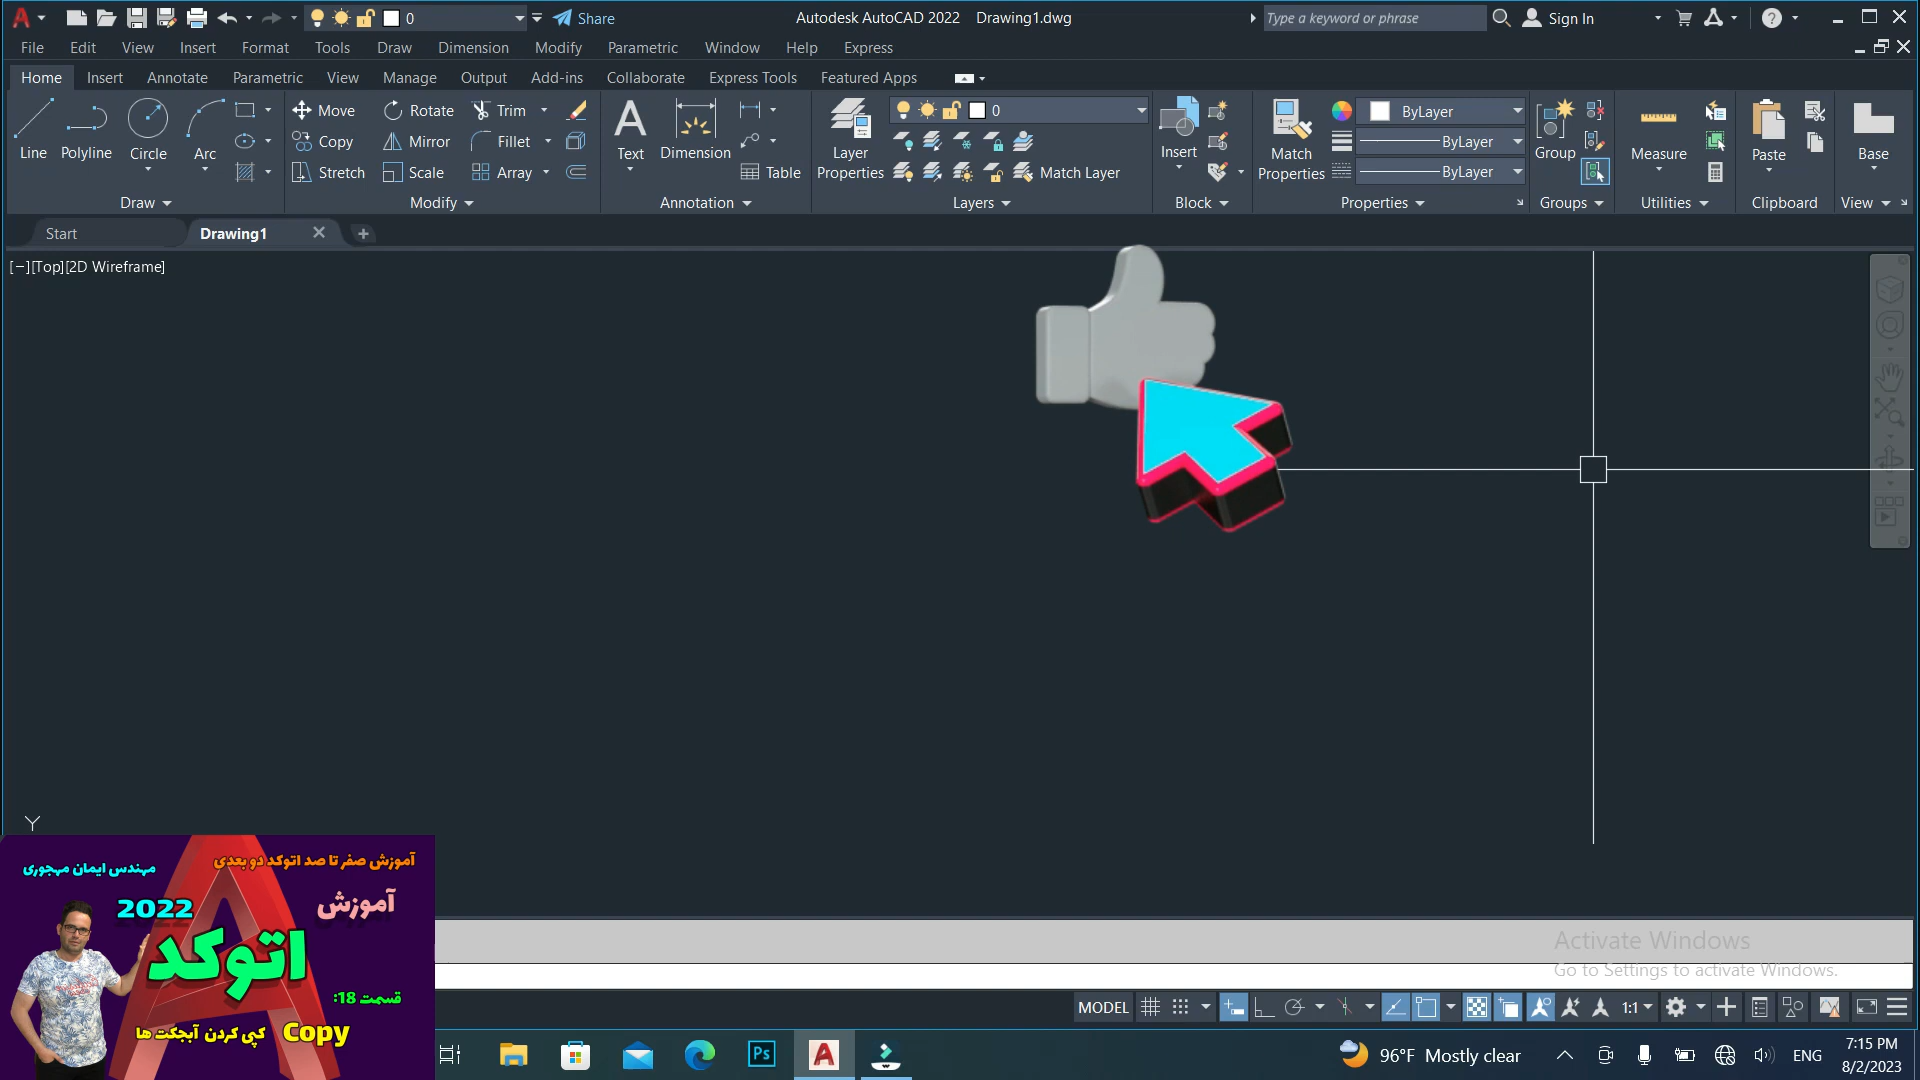 0
Share
Autodesk AutoCAD 2022 Drawing1.dwg
Type a keyword or phrase
Sign In
File Edit View Insert Format Tools Draw Dimension Modify Parametric Window Help Express
Home Insert Annotate Parametric View Manage Output Add-ins Collaborate Express Tools Featured Apps
Line Polyline Circle Arc
Move Rotate Trim
Copy Mirror Fillet
Stretch Scale Array
Text Dimension
Table
Layer Properties
0
Match Layer
Insert
Match Properties
ByLayer
ByLayer
ByLayer
Group
Measure
Paste
Base
Draw Modify Annotation Layers Block Properties Groups Utilities Clipboard View
Start Drawing1
[−][Top][2D Wireframe]
Y
آموزش صفر تا صد اتوکد دو بعدی
مهندس ایمان مهجوری
آموزش
2022
اتوکد
قسمت 18:
کپی کردن آبجکت ها Copy
Activate Windows
Go to Settings to activate Windows.
MODEL 1:1
Ps
96°F Mostly clear
ENG
7:15 PM
8/2/2023